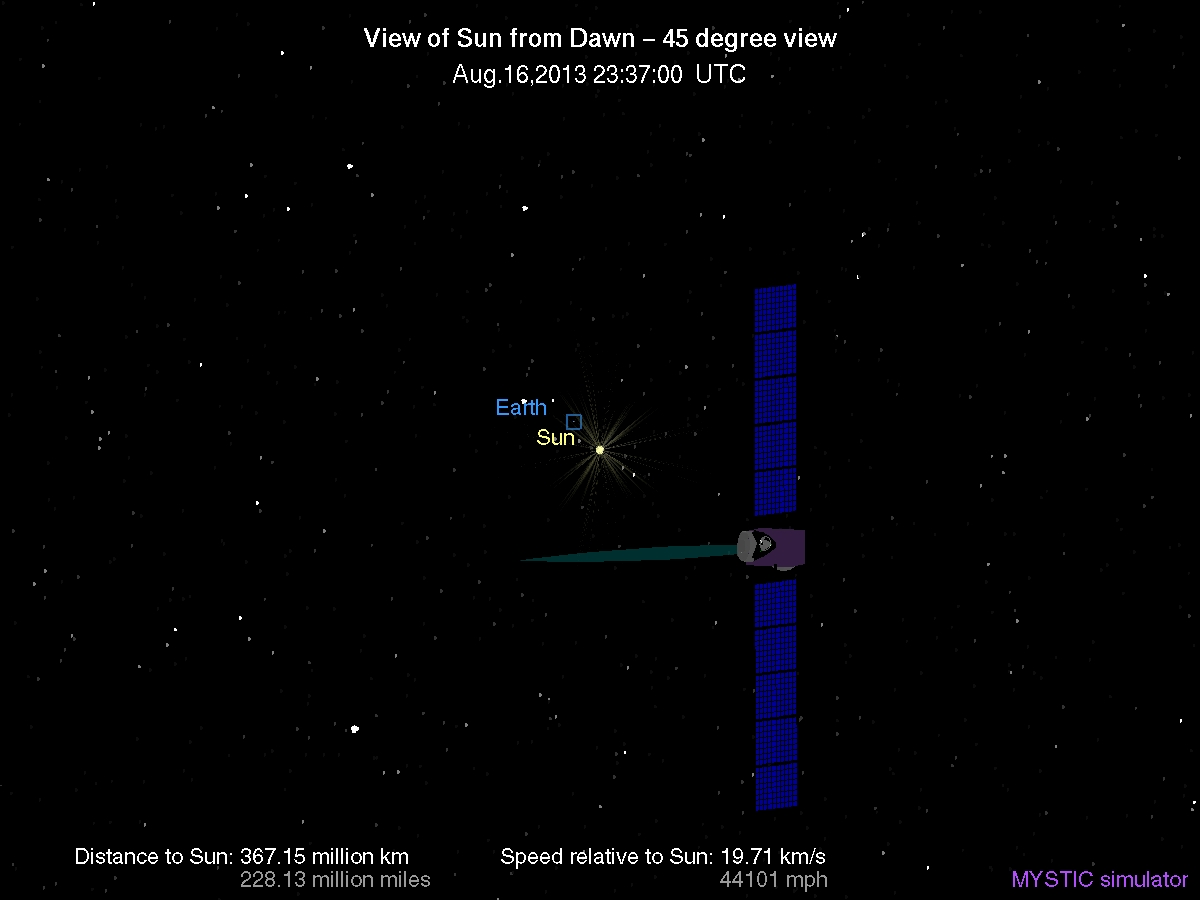 View of Sun from Dawn – 45 degree view
Aug.16,2013 23:37:00 UTC
Earth
Sun
Distance to Sun: 367.15 million km
228.13 million miles
Speed relative to Sun: 19.71 km/s
44101 mph
MYSTIC simulator